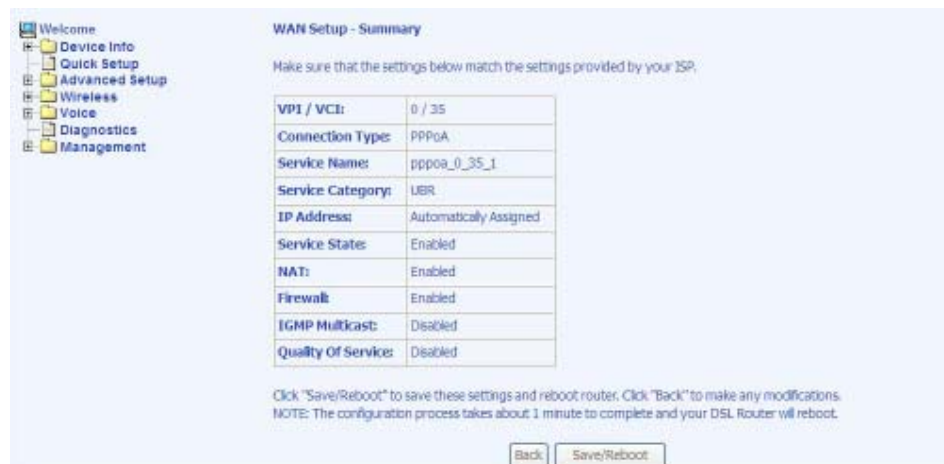 Welcome
Device Info
Quick Setup
Advanced Setup
Wireless
Voice
Diagnostics
Management
WAN Setup - Summary
Make sure that the settings below match the settings provided by your ISP.
VPI / VCI: 0 / 35
Connection Type: PPPoA
Service Name: pppoa_0_35_1
Service Category: UBR
IP Address: Automatically Assigned
Service State: Enabled
NAT: Enabled
Firewall: Enabled
IGMP Multicast: Disabled
Quality Of Service: Disabled
Click "Save/Reboot" to save these settings and reboot router. Click "Back" to make any modifications.
NOTE: The configuration process takes about 1 minute to complete and your DSL Router will reboot.
Back Save/Reboot